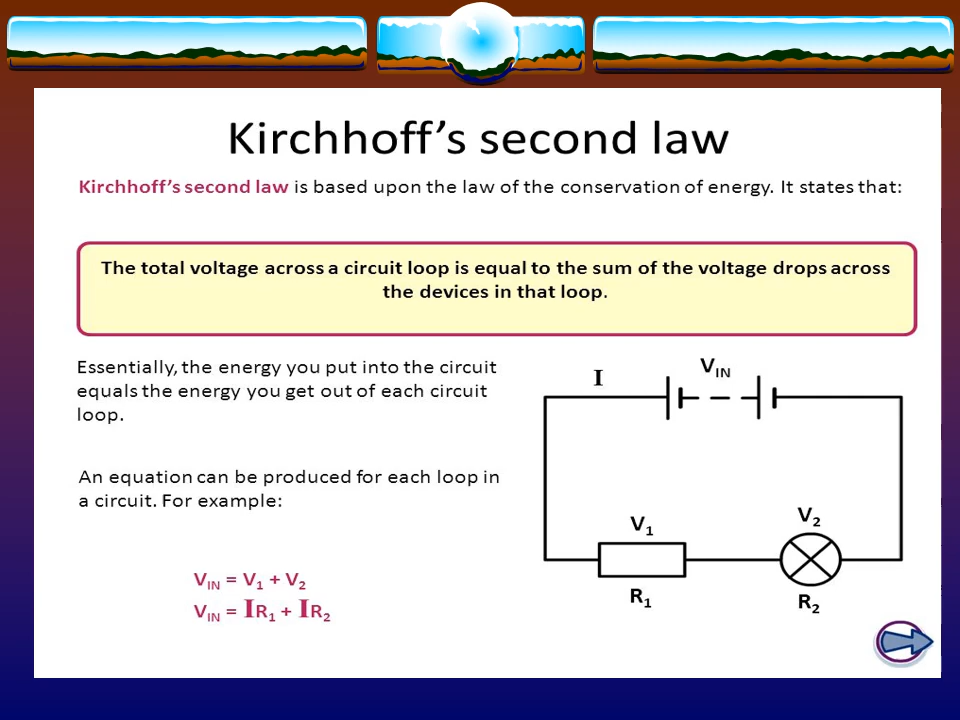 Kirchhoff's second law
Kirchhoff's second law is based upon the law of the conservation of energy. It states that:
The total voltage across a circuit loop is equal to the sum of the voltage drops across
the devices in that loop.
Essentially, the energy you put into the circuit
equals the energy you get out of each circuit
loop.
An equation can be produced for each loop in
a circuit. For example:
V_IN = V₁ + V₂
V_IN = IR₁ + IR₂
I
V_IN
V₁
V₂
R₁
R₂